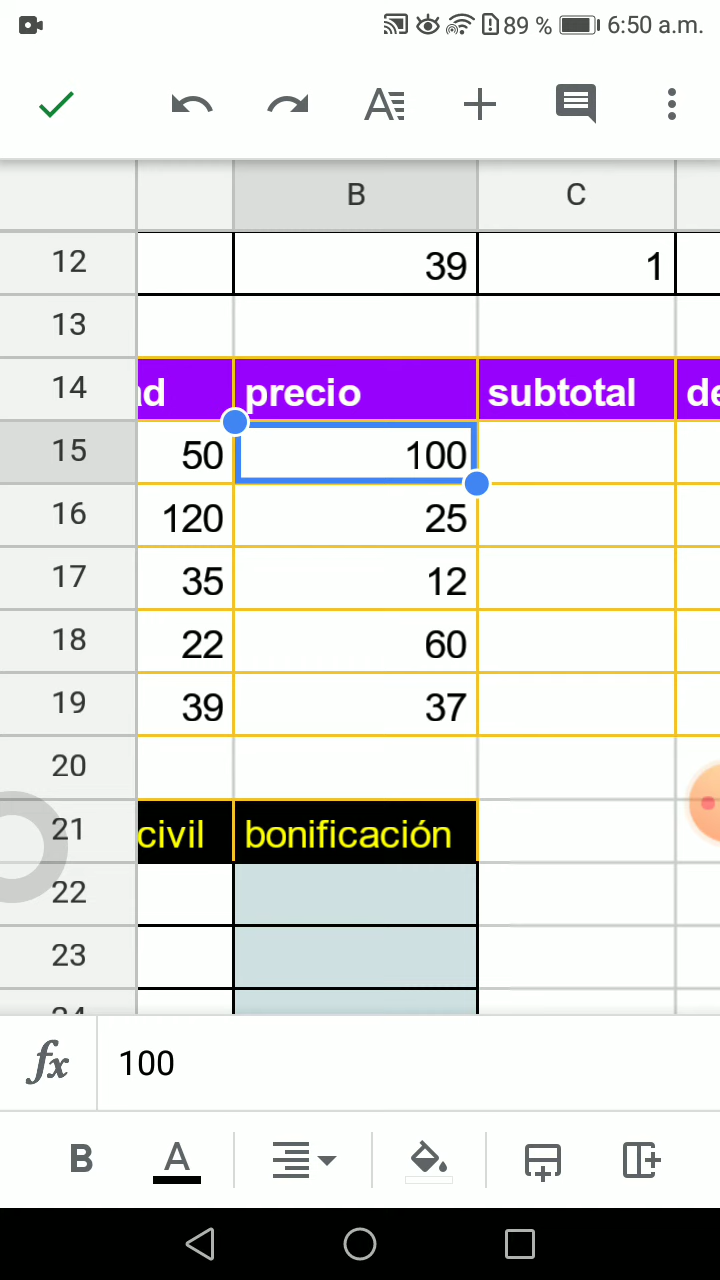 89 % 6:50 a.m.
B C
12 39 1
13
14 d precio subtotal de
15 50 100
16 120 25
17 35 12
18 22 60
19 39 37
20
21 civil bonificación
22
23
24
fx 100
B A